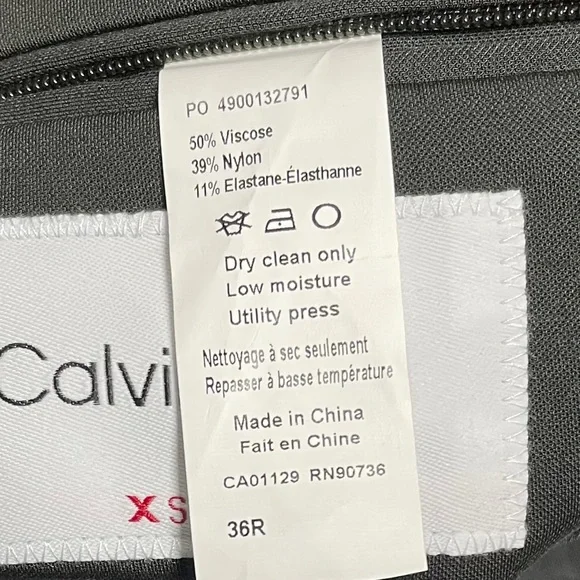 PO 4900132791
50% Viscose
39% Nylon
11% Elastane-Élasthanne
Dry clean only
Low moisture
Utility press
Nettoyage à sec seulement
Repasser à basse température
Made in China
Fait en Chine
CA01129 RN90736
36R
Calvi
X S